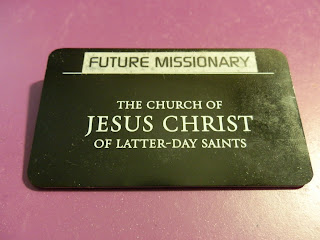 FUTURE MISSIONARY
THE CHURCH OF
JESUS CHRIST
OF LATTER-DAY SAINTS